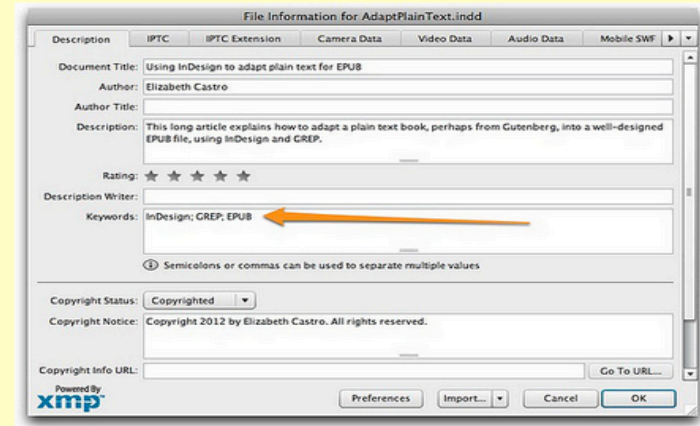 File Information for AdaptPlainText.indd
Description IPTC IPTC Extension Camera Data Video Data Audio Data Mobile SWF
Document Title: Using InDesign to adapt plain text for EPUB
Author: Elizabeth Castro
Author Title:
Description: This long article explains how to adapt a plain text book, perhaps from Gutenberg, into a well-designed
EPUB file, using InDesign and GREP.
Rating:
Description Writer:
Keywords: InDesign; GREP; EPUB
Semicolons or commas can be used to separate multiple values
Copyright Status: Copyrighted
Copyright Notice: Copyright 2012 by Elizabeth Castro. All rights reserved.
Copyright Info URL: Go To URL...
Powered By
xmp Preferences Import... Cancel OK